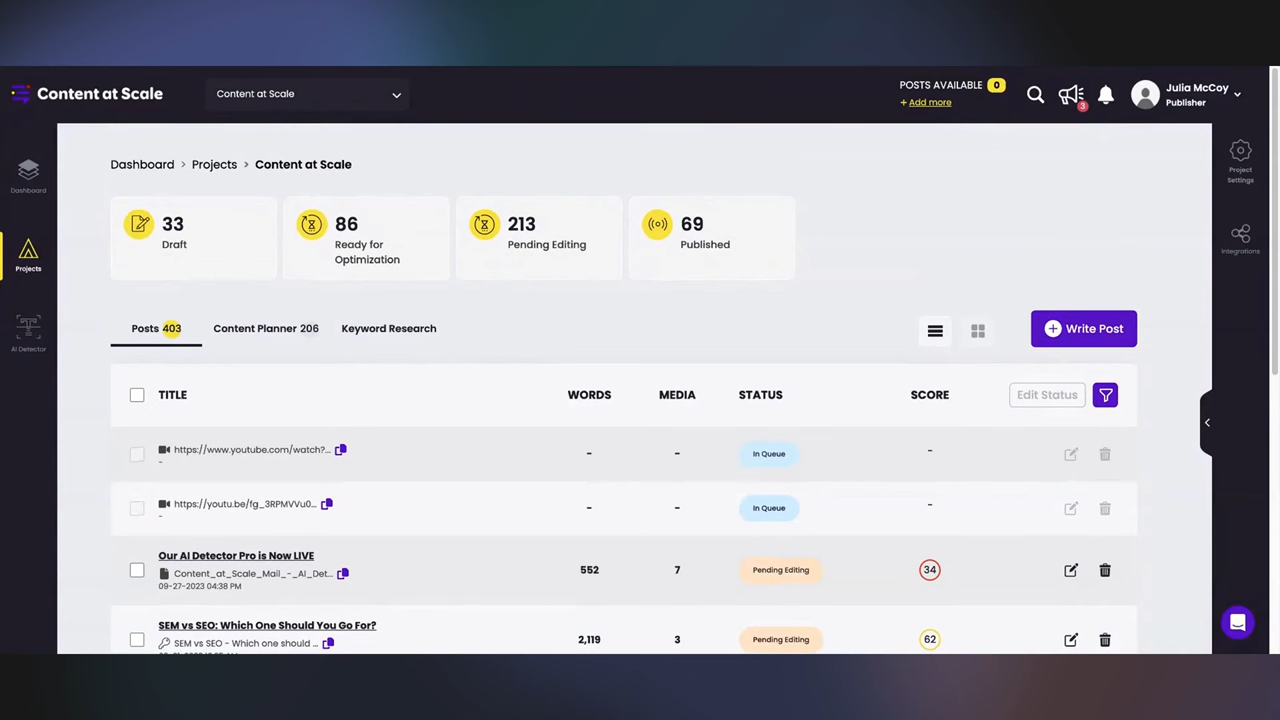 Content at Scale
Content at Scale
POSTS AVAILABLE 0
+ Add more
3
Julia McCoy
Publisher
Dashboard
Projects
AI Detector
Project
Settings
Integrations
Dashboard > Projects > Content at Scale
33
Draft
86
Ready for
Optimization
213
Pending Editing
69
Published
Posts 403
Content Planner 206
Keyword Research
Write Post
TITLE
WORDS
MEDIA
STATUS
SCORE
Edit Status
https://www.youtube.com/watch?...
-
-
-
In Queue
-
https://youtu.be/fg_3RPMVVu0...
-
-
-
In Queue
-
Our AI Detector Pro is Now LIVE
Content_at_Scale_Mail_-_AI_Det...
09-27-2023 04:38 PM
552
7
Pending Editing
34
SEM vs SEO: Which One Should You Go For?
SEM vs SEO - Which one should ...
2,119
3
Pending Editing
62